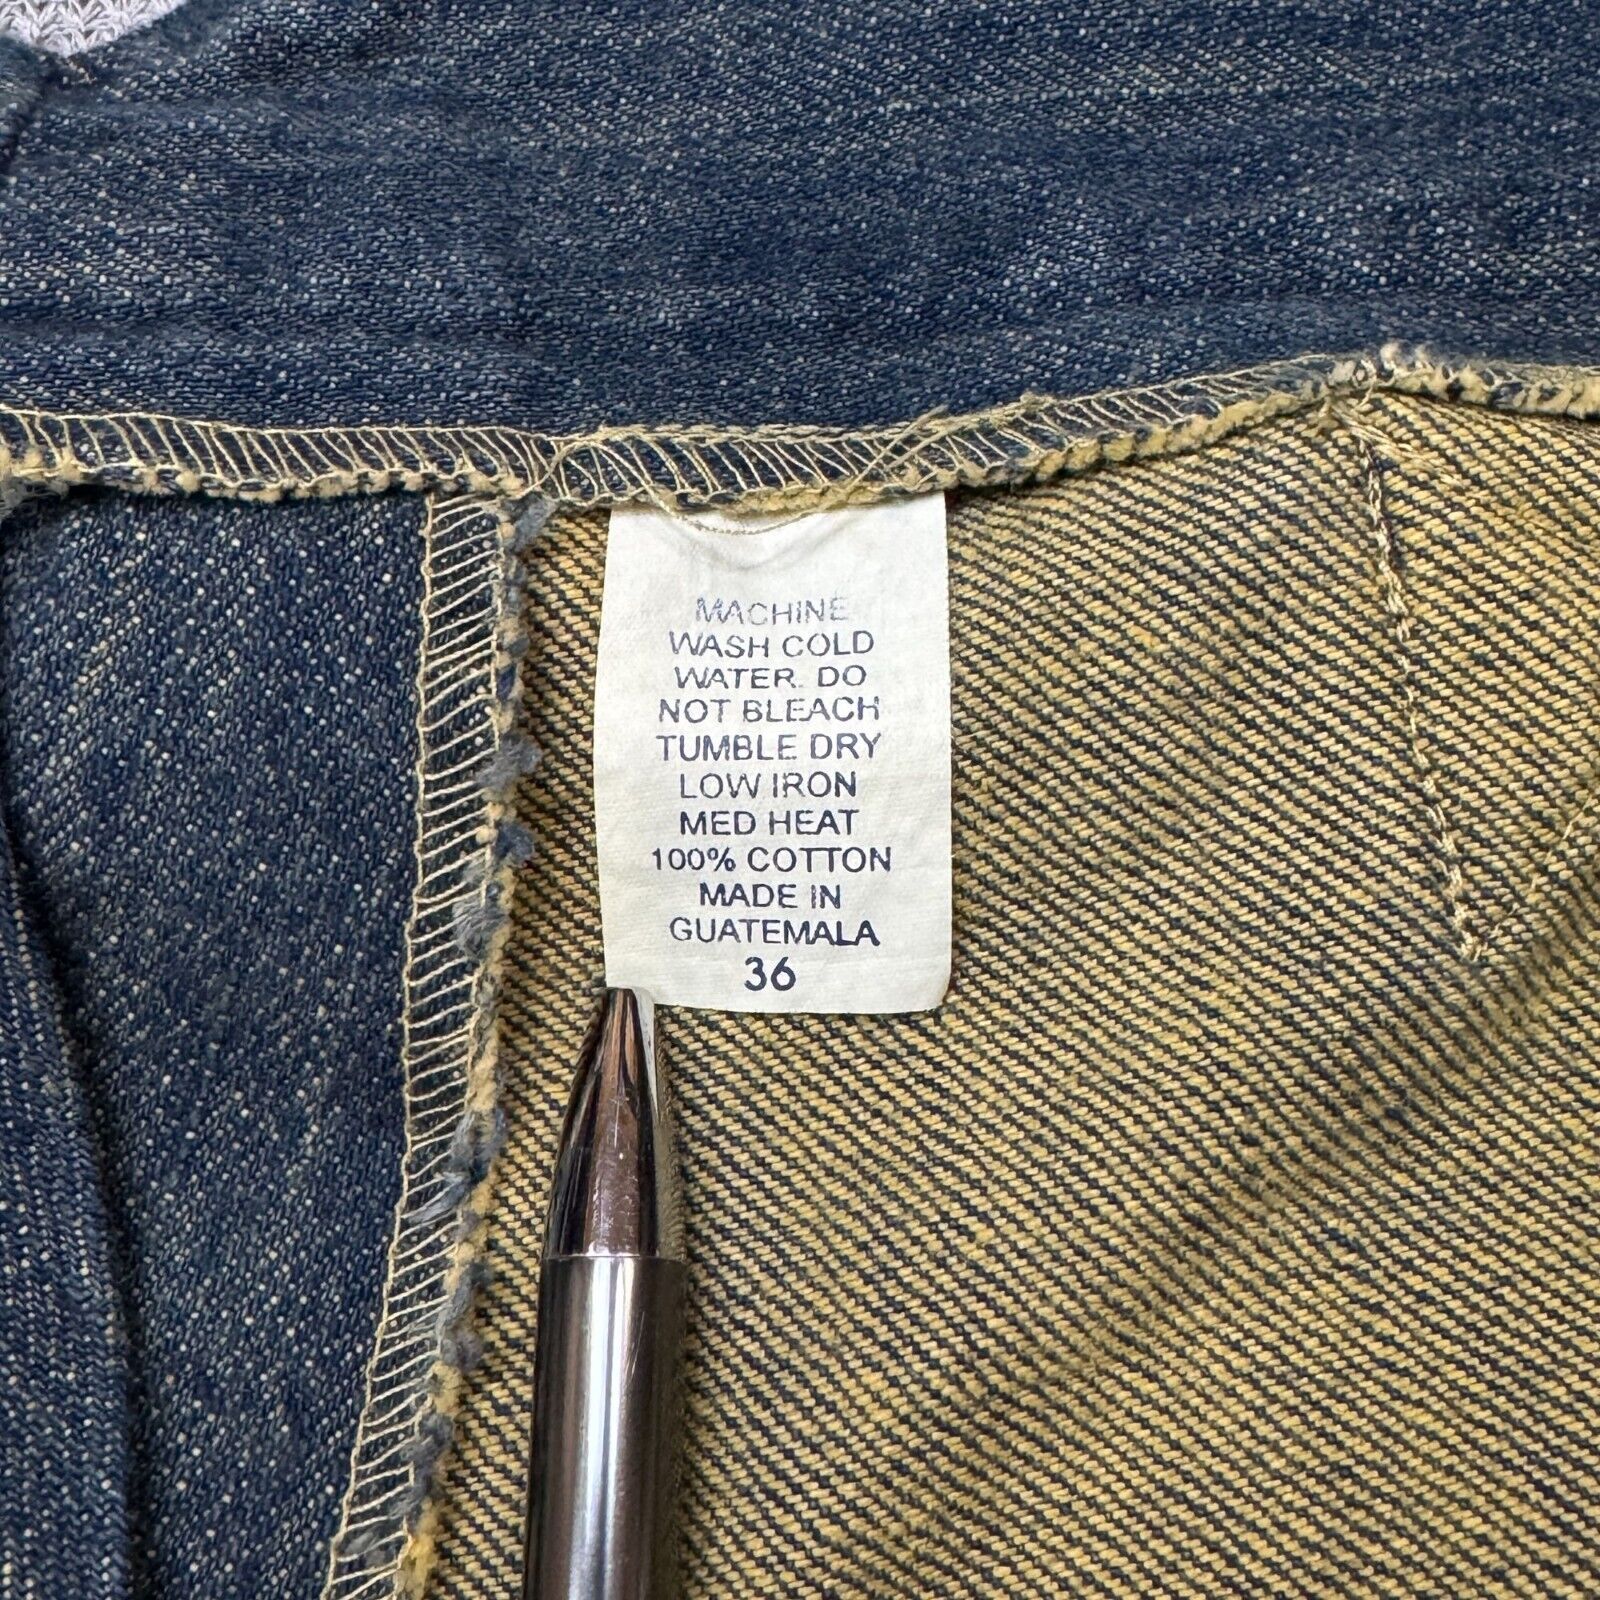 MACHINE
WASH COLD
WATER. DO
NOT BLEACH
TUMBLE DRY
LOW IRON
MED HEAT
100% COTTON
MADE IN
GUATEMALA
36